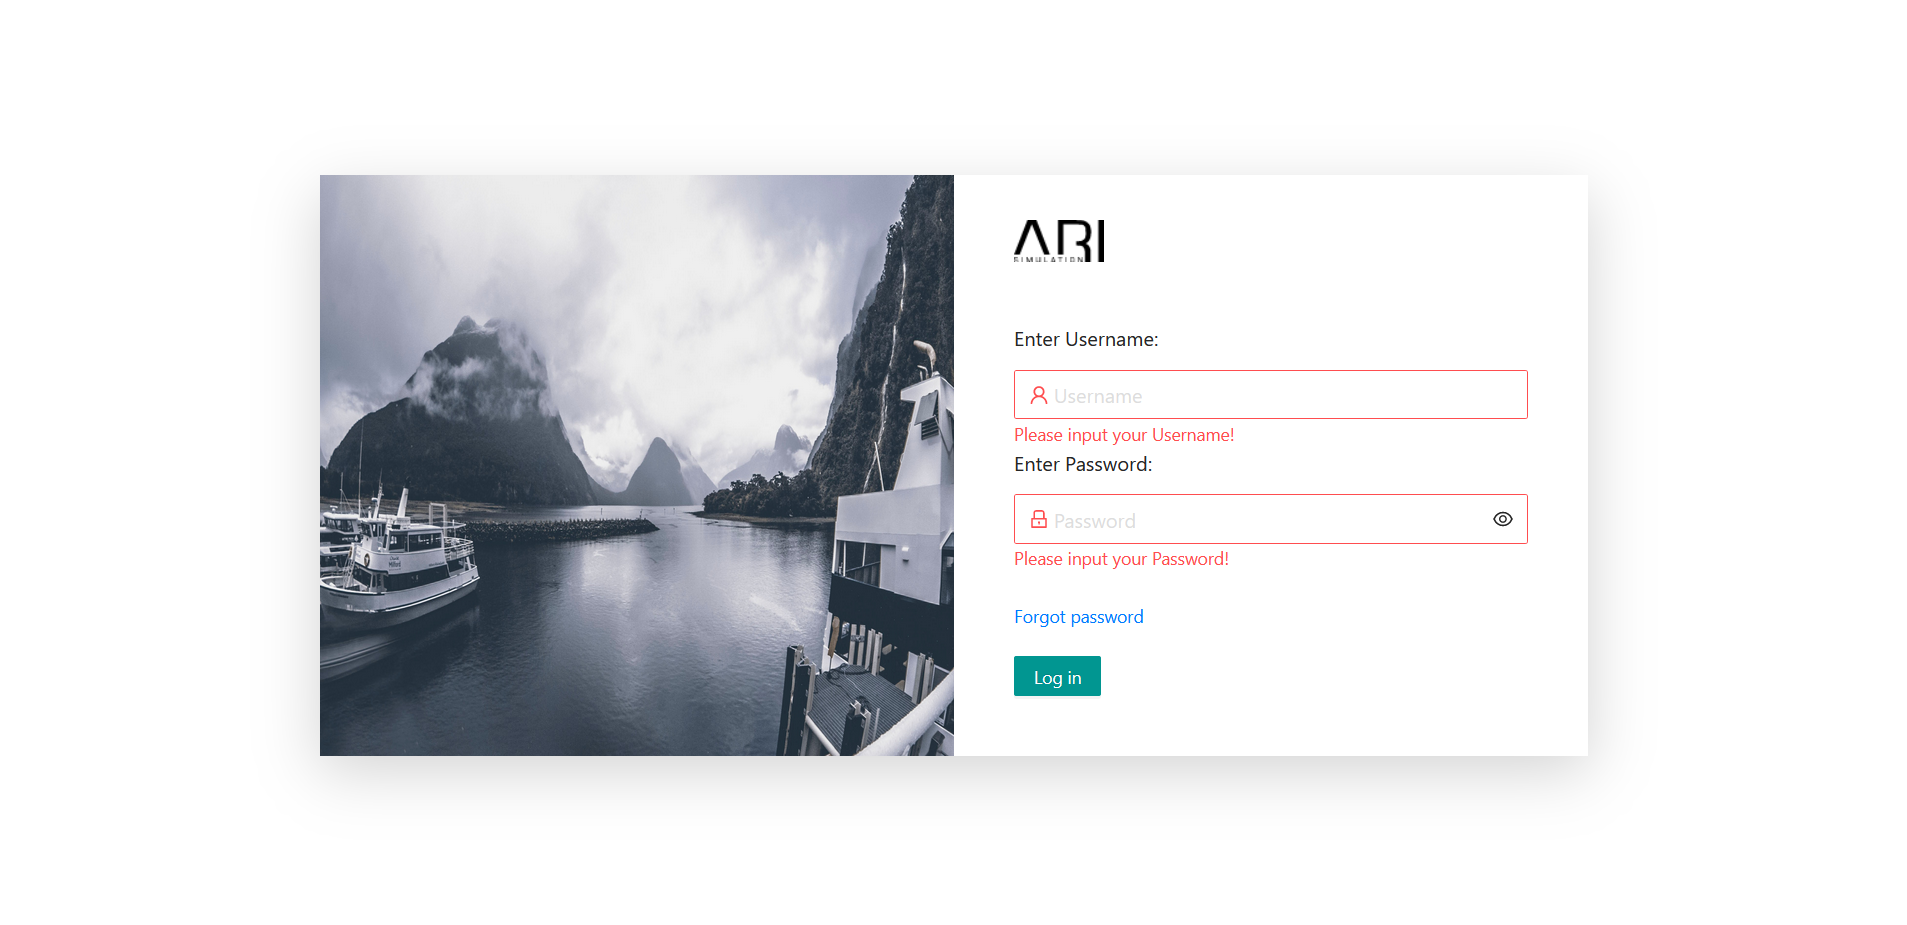 ARI
SIMULATION
Enter Username:
Username
Please input your Username!
Enter Password:
Password
Please input your Password!
Forgot password
Log in